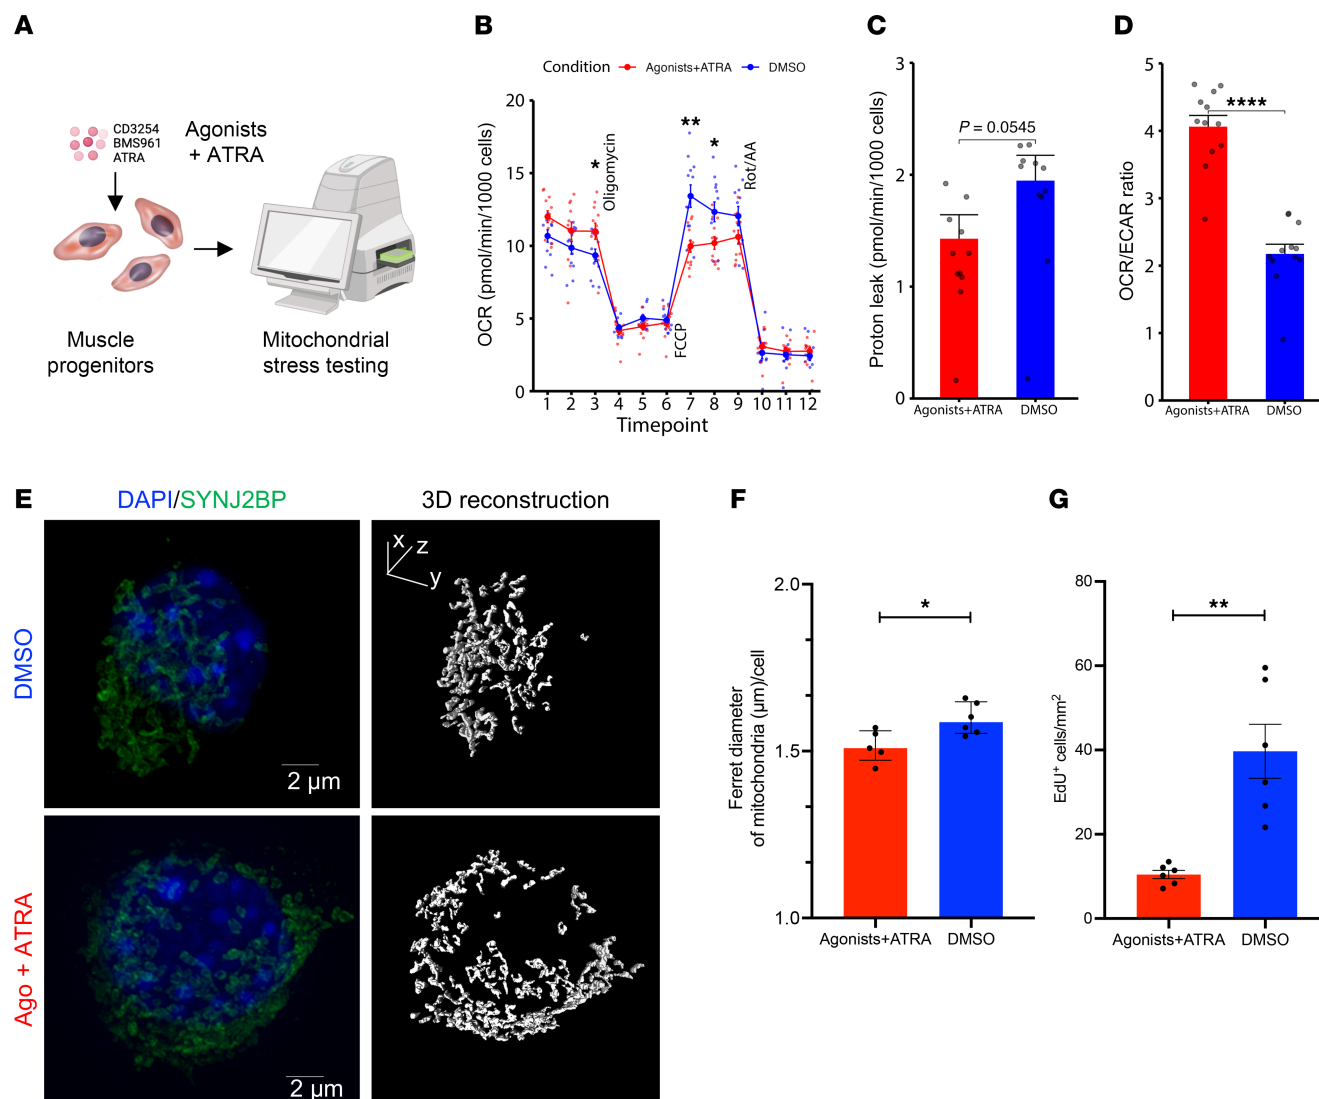 A
CD3254
BMS961
ATRA
Agonists
+ ATRA
Muscle
progenitors
Mitochondrial
stress testing
B
Condition
Agonists+ATRA
DMSO
OCR (pmol/min/1000 cells)
20
15
10
5
0
*
Oligomycin
FCCP
**
*
Rot/AA
1 2 3 4 5 6 7 8 9 10 11 12
Timepoint
C
Proton leak (pmol/min/1000 cells)
3
2
1
0
P = 0.0545
Agonists+ATRA
DMSO
D
OCR/ECAR ratio
5
4
3
2
1
0
****
Agonists+ATRA
DMSO
E
DAPI/SYNJ2BP
3D reconstruction
DMSO
2 µm
x
z
y
Ago + ATRA
2 µm
F
Ferret diameter
of mitochondria (µm)/cell
2.0
1.5
1.0
*
Agonists+ATRA
DMSO
G
EdU+ cells/mm2
80
60
40
20
0
**
Agonists+ATRA
DMSO